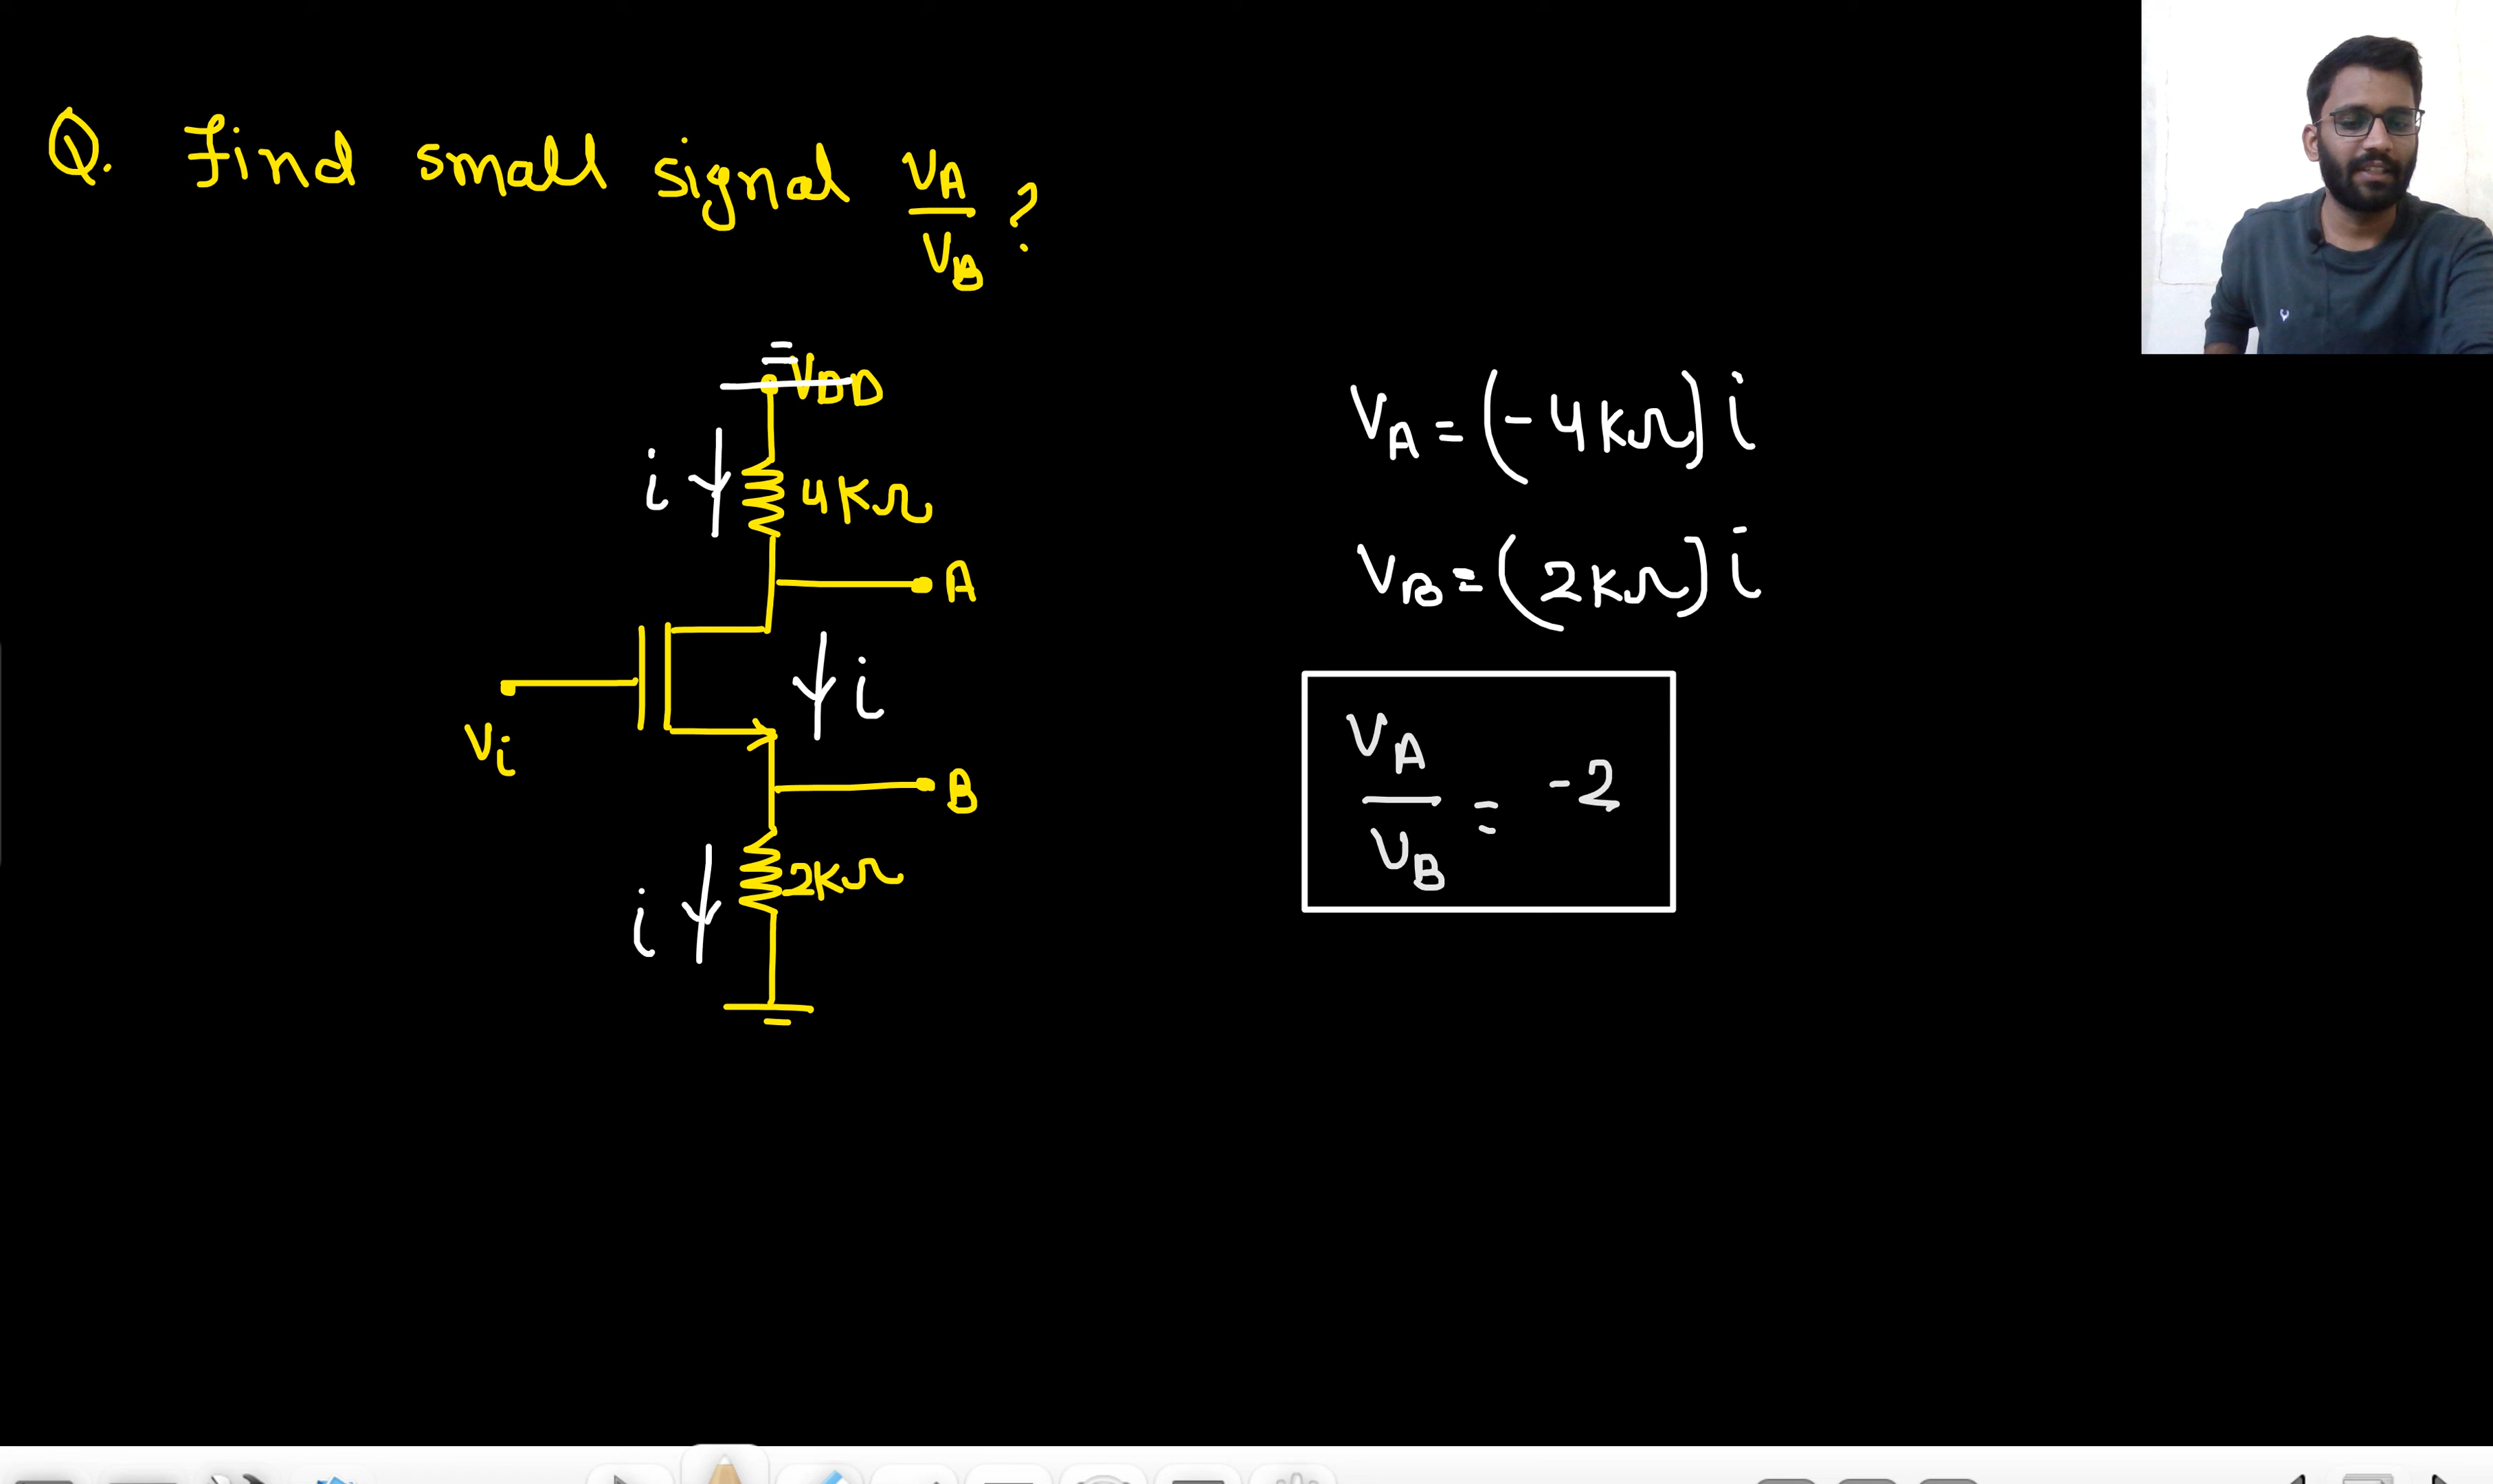 Q. Find small signal VA/VB ?
VDD
i 4KΩ
A
i
Vi
B
i 2KΩ
VA = (-4KΩ) i
VB = (2KΩ) i
VA/VB = -2